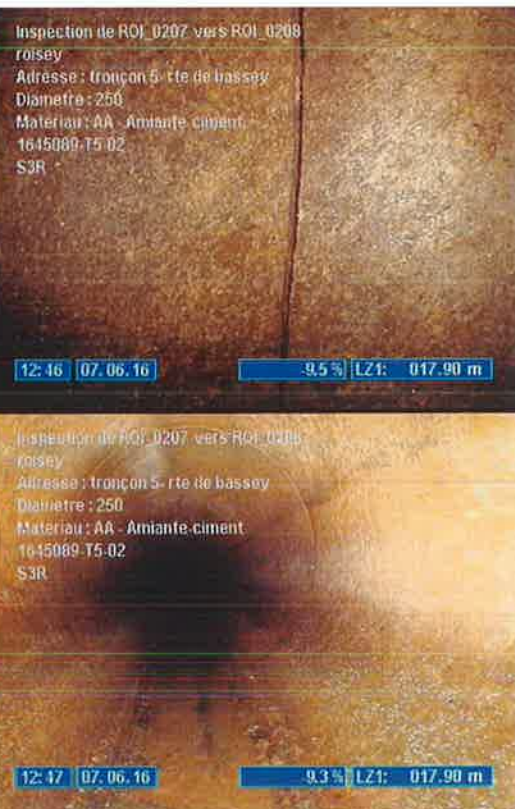 Inspection de ROI_0207 vers ROI_0208
roisey
Adresse : tronçon 5- rte de bassey
Diametre : 250
Materiau : AA - Amiante-ciment
1645089-T5-02
S3R
12:46 07.06.16 -9.5 % LZ1: 017.90 m
Inspection de ROI_0207 vers ROI_0208
roisey
Adresse : tronçon 5- rte de bassey
Diametre : 250
Materiau : AA - Amiante-ciment
1645089-T5-02
S3R
12:47 07.06.16 9.3 % LZ1: 017.90 m